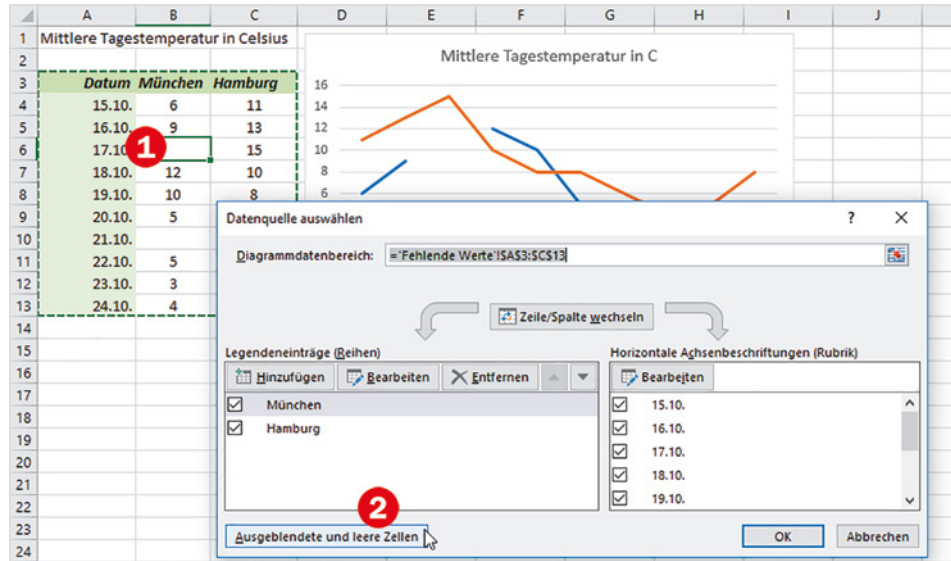 A B C D E F G H I J
1 Mittlere Tagestemperatur in Celsius
2 Mittlere Tagestemperatur in C
3 Datum München Hamburg
16
4 15.10. 6 11
14
5 16.10. 9 13
12
6 17.10 1 15
10
7 18.10. 12 10
8
8 19.10. 10 8
6
9 20.10. 5
10 21.10.
11 22.10. 5
12 23.10. 3
13 24.10. 4
14
15
16
17
18
19
20
21
22
23
24
Datenquelle auswählen ? ×
Diagrammdatenbereich: ='Fehlende Werte'!$A$3:$C$13
Zeile/Spalte wechseln
Legendeneinträge (Reihen)
Hinzufügen Bearbeiten Entfernen
München
Hamburg
Horizontale Achsenbeschriftungen (Rubrik)
Bearbeiten
15.10.
16.10.
17.10.
18.10.
19.10.
2
Ausgeblendete und leere Zellen
OK Abbrechen